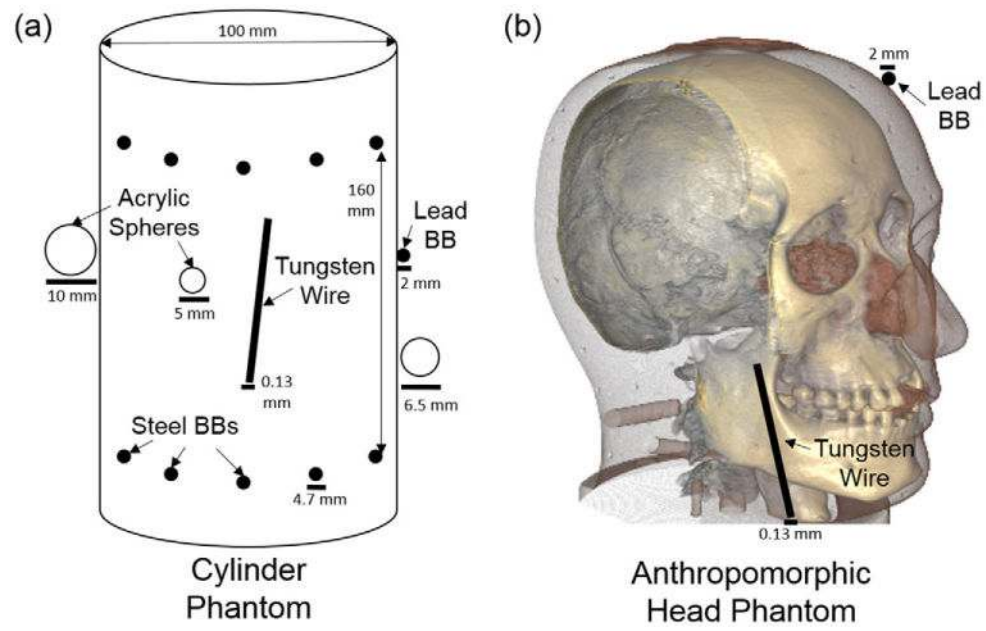 (a)
100 mm
Acrylic
Spheres
10 mm
5 mm
160
mm
Lead
BB
2 mm
Tungsten
Wire
0.13
mm
6.5 mm
Steel BBs
4.7 mm
Cylinder
Phantom
(b)
2 mm
Lead
BB
Tungsten
Wire
0.13 mm
Anthropomorphic
Head Phantom